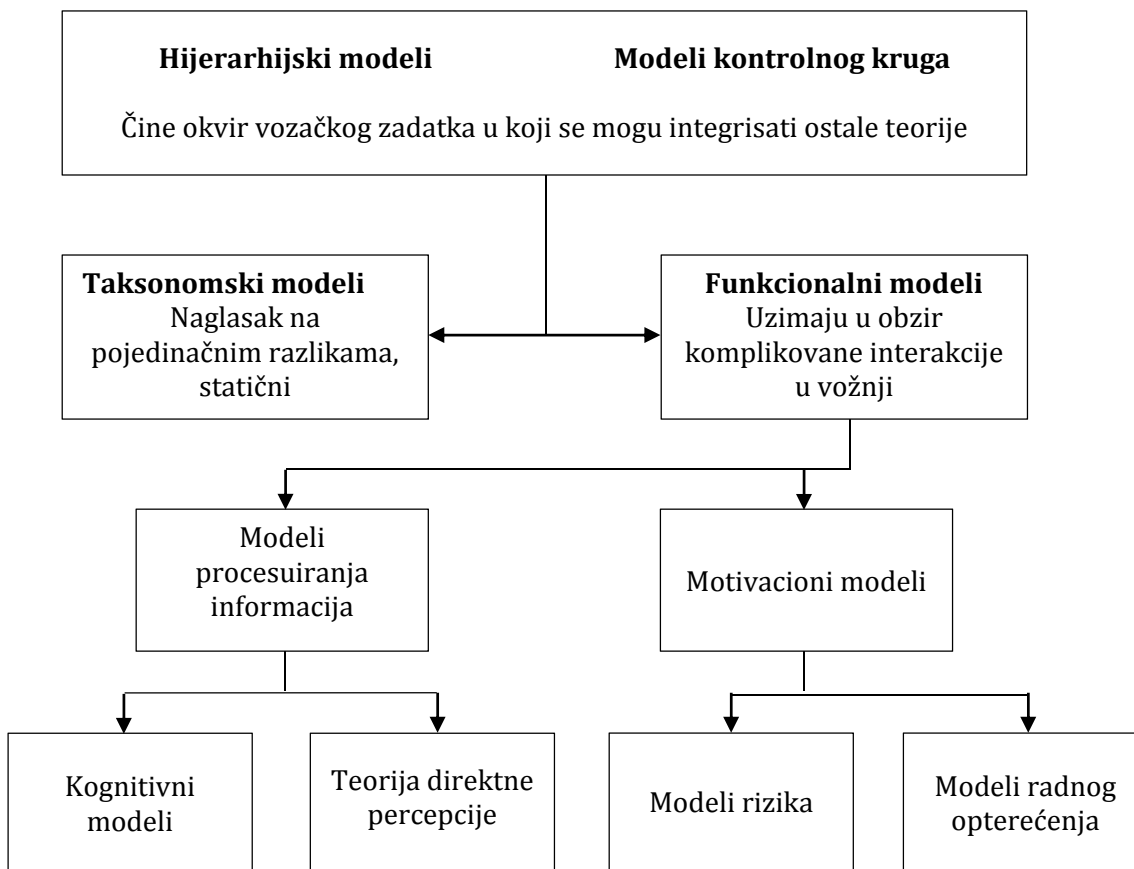 Hijerarhijski modeli Modeli kontrolnog kruga
Čine okvir vozačkog zadatka u koji se mogu integrisati ostale teorije
Taksonomski modeli
Naglasak na
pojedinačnim razlikama,
statični
Funkcionalni modeli
Uzimaju u obzir
komplikovane interakcije
u vožnji
Modeli
procesuiranja
informacija
Motivacioni modeli
Kognitivni
modeli
Teorija direktne
percepcije
Modeli rizika
Modeli radnog
opterećenja